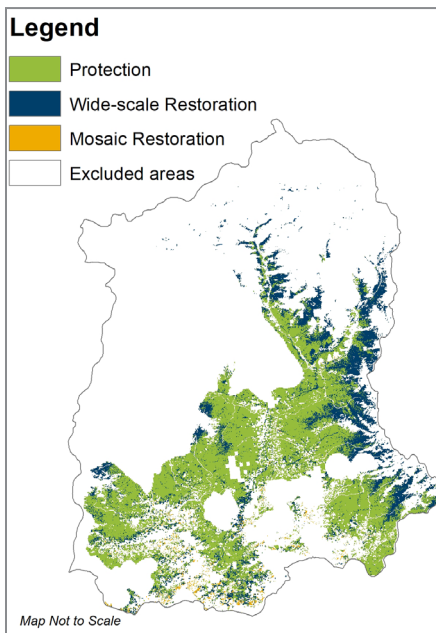 Legend
Protection
Wide-scale Restoration
Mosaic Restoration
Excluded areas
Map Not to Scale